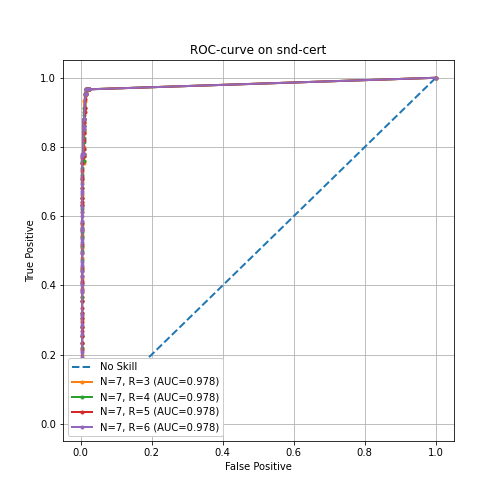 ROC-curve on snd-cert
True Positive
1.0
0.8
0.6
0.4
0.2
0.0
No Skill
N=7, R=3 (AUC=0.978)
N=7, R=4 (AUC=0.978)
N=7, R=5 (AUC=0.978)
N=7, R=6 (AUC=0.978)
0.0 0.2 0.4 0.6 0.8 1.0
False Positive